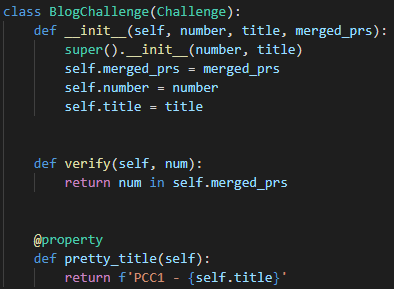 class BlogChallenge(Challenge):
    def __init__(self, number, title, merged_prs):
        super().__init__(number, title)
        self.merged_prs = merged_prs
        self.number = number
        self.title = title
    def verify(self, num):
        return num in self.merged_prs
    @property
    def pretty_title(self):
        return f'PCC1 - {self.title}'